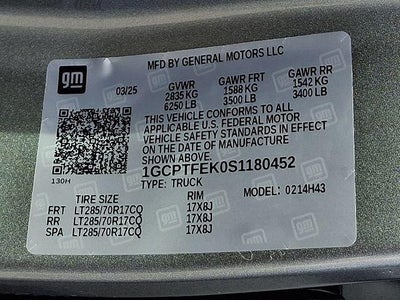 MFD BY GENERAL MOTORS LLC
gm
03/25 GVWR GAWR FRT GAWR RR
2835 KG 1588 KG 1542 KG
6250 LB 3500 LB 3400 LB
THIS VEHICLE CONFORMS TO ALL
APPLICABLE U.S. FEDERAL MOTOR
VEHICLE SAFETY STANDARDS IN EFFECT
ON THE DATE OF MANUFACTURE
SHOWN ABOVE.
1GCPTFEK0S1180452
130H TYPE: TRUCK MODEL: 0214H43
TIRE SIZE RIM
FRT LT285/70R17CQ 17X8J
RR LT285/70R17CQ 17X8J
SPA LT285/70R17CQ 17X8J